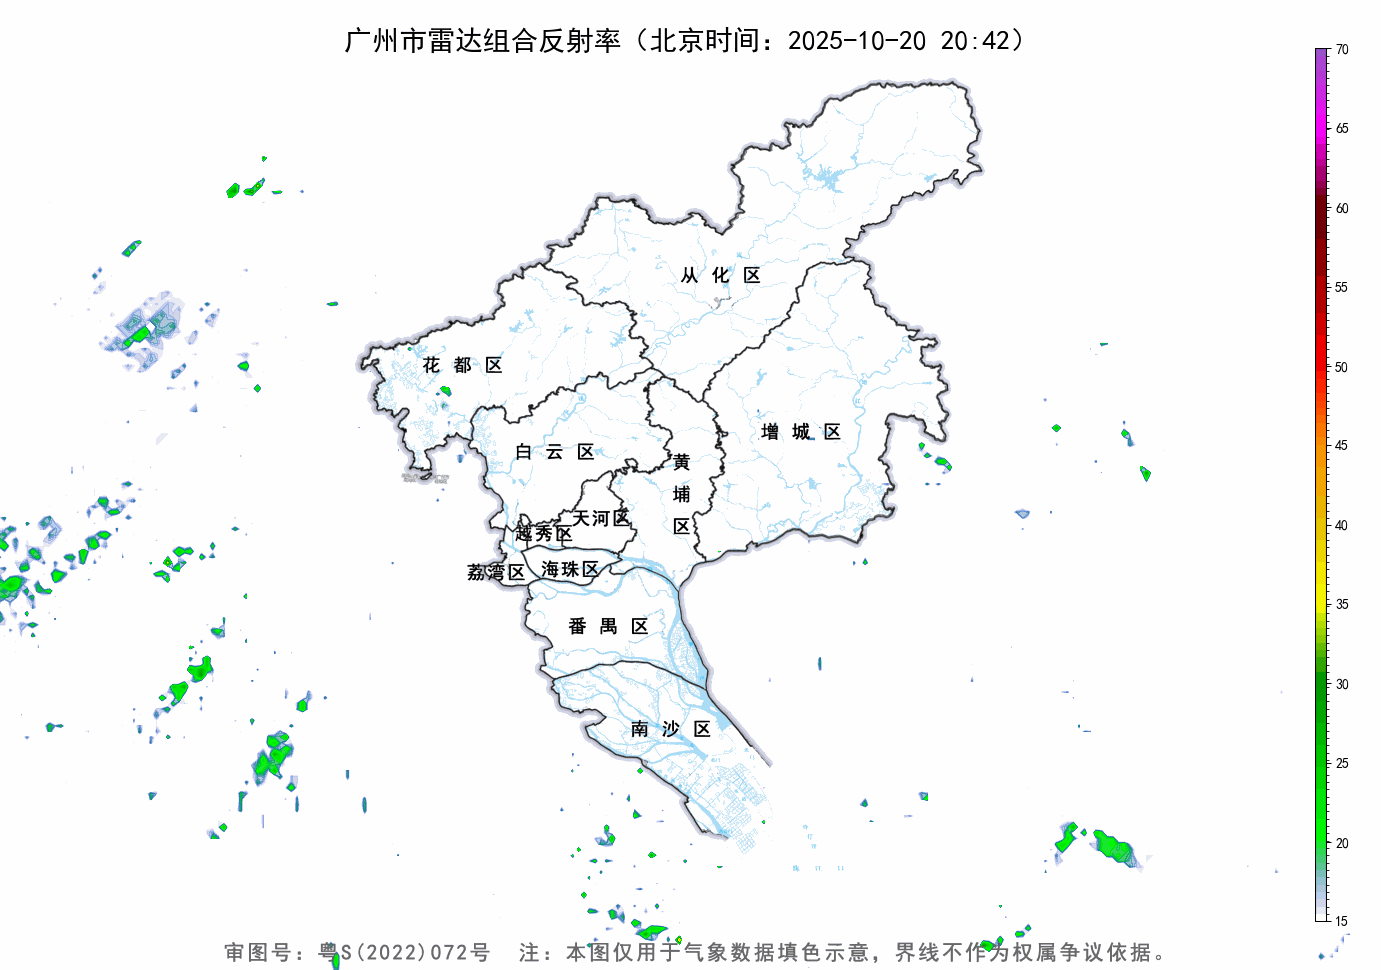 广州市雷达组合反射率（北京时间：2025-10-20 20:42）
70
65
60
55
50
45
40
35
30
25
20
15
从化区
花都区
增城区
白云区
黄埔区
天河区
越秀区
荔湾区
海珠区
番禺区
南沙区
审图号：粤S(2022)072号 注：本图仅用于气象数据填色示意，界线不作为权属争议依据。